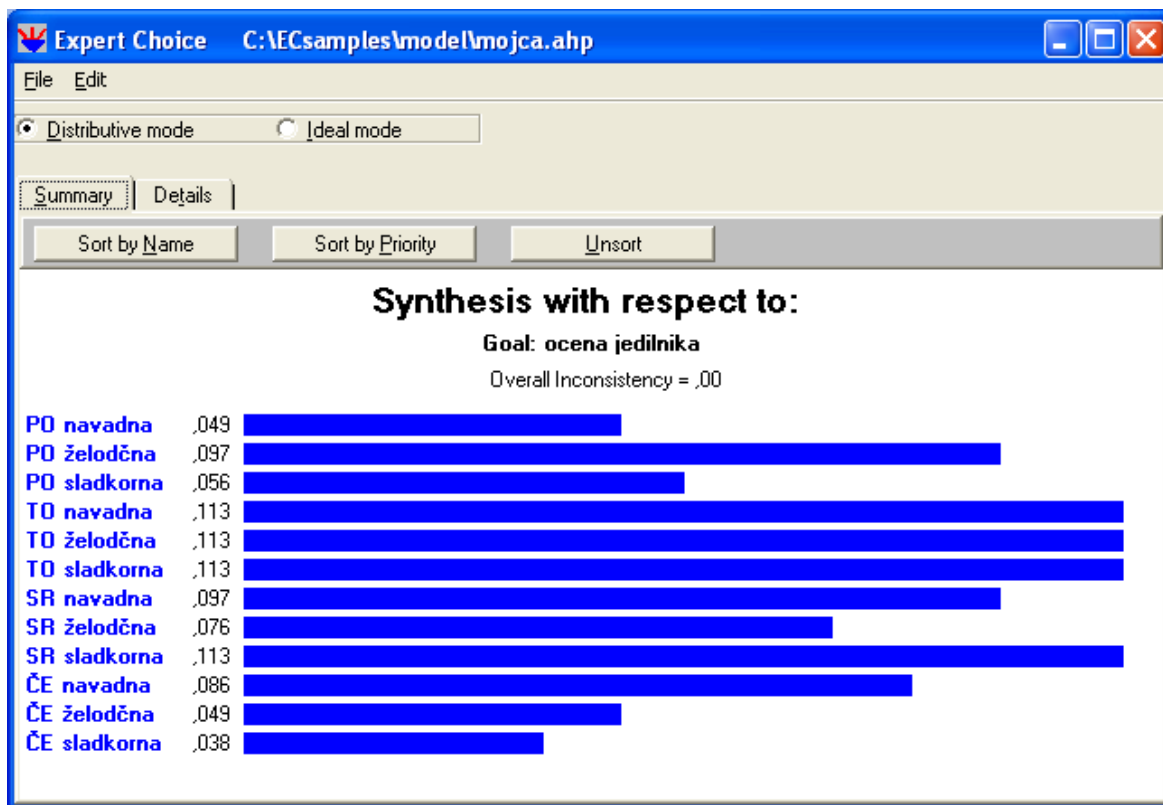 Expert Choice C:\ECsamples\model\mojca.ahp
File Edit
Distributive mode Ideal mode
Summary Details
Sort by Name Sort by Priority Unsort
Synthesis with respect to:
Goal: ocena jedilnika
Overall Inconsistency = ,00
PO navadna ,049
PO želodčna ,097
PO sladkorna ,056
TO navadna ,113
TO želodčna ,113
TO sladkorna ,113
SR navadna ,097
SR želodčna ,076
SR sladkorna ,113
ČE navadna ,086
ČE želodčna ,049
ČE sladkorna ,038